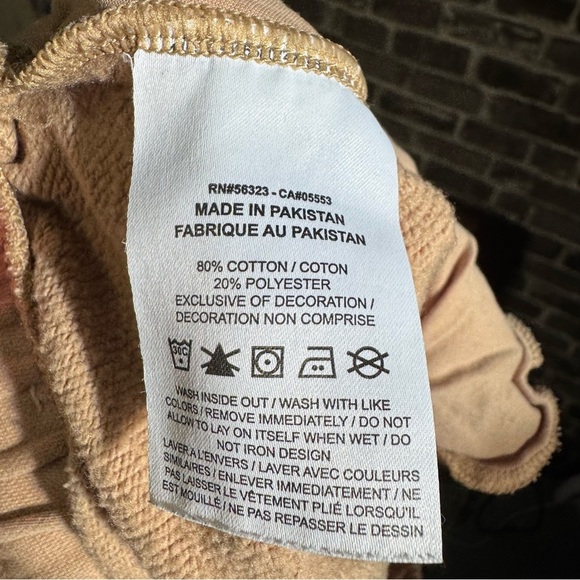 RN#56323 - CA#05553
MADE IN PAKISTAN
FABRIQUE AU PAKISTAN
80% COTTON / COTON
20% POLYESTER
EXCLUSIVE OF DECORATION /
DECORATION NON COMPRISE
30C
WASH INSIDE OUT / WASH WITH LIKE
COLORS / REMOVE IMMEDIATELY / DO NOT
ALLOW TO LAY ON ITSELF WHEN WET / DO
NOT IRON DESIGN
LAVER A L'ENVERS / LAVER AVEC COULEURS
SIMILAIRES / ENLEVER IMMEDIATEMENT / NE
PAS LAISSER LE VÊTEMENT PLIÉ LORSQU'IL
EST MOUILLÉ / NE PAS REPASSER LE DESSIN